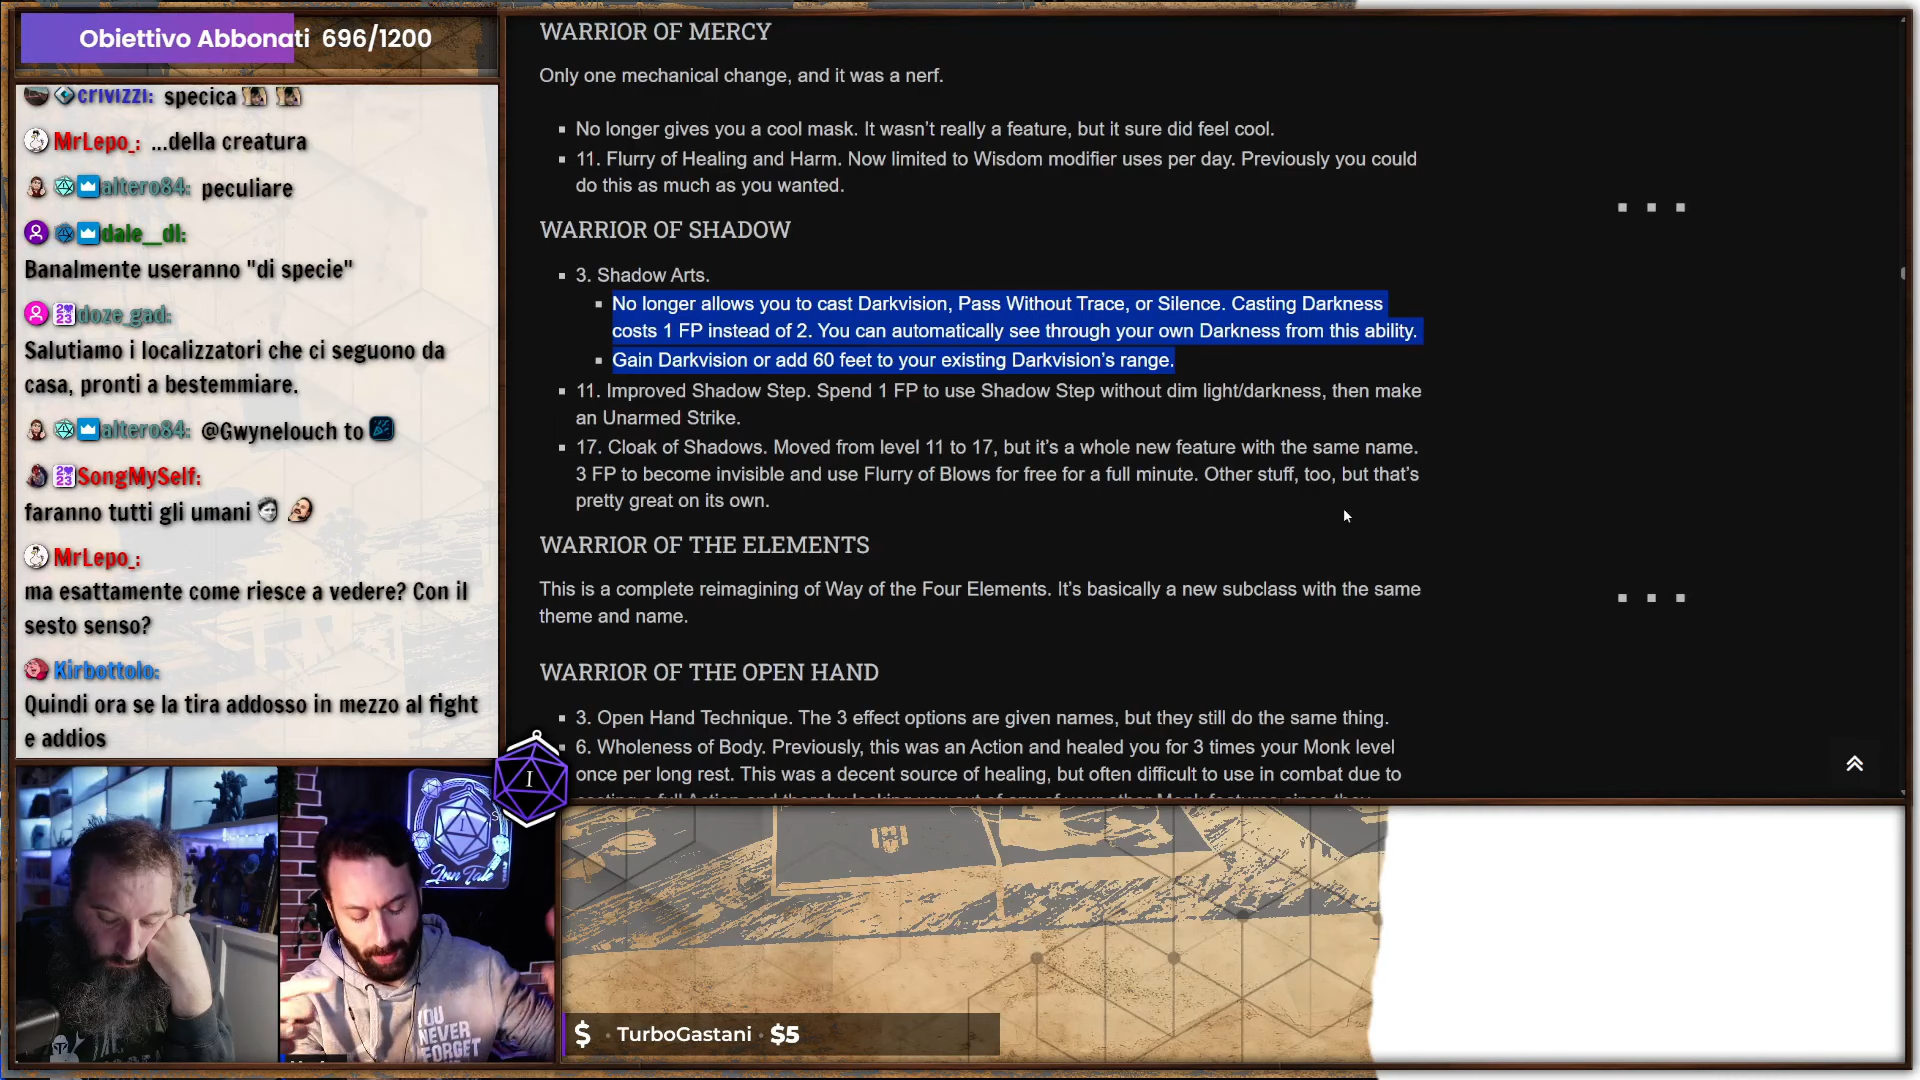 Obiettivo Abbonati 696/1200
crivizzi: specica
MrLepo_: ...della creatura
altero84: peculiare
dale__dl:
Banalmente useranno "di specie"
doze_gad:
Salutiamo i localizzatori che ci seguono da
casa, pronti a bestemmiare.
altero84: @Gwynelouch to
SongMySelf:
faranno tutti gli umani
MrLepo_:
ma esattamente come riesce a vedere? Con il
sesto senso?
Kirbottolo:
Quindi ora se la tira addosso in mezzo al fight
e addios
WARRIOR OF MERCY
Only one mechanical change, and it was a nerf.
No longer gives you a cool mask. It wasn't really a feature, but it sure did feel cool.
11. Flurry of Healing and Harm. Now limited to Wisdom modifier uses per day. Previously you could
do this as much as you wanted.
WARRIOR OF SHADOW
3. Shadow Arts.
No longer allows you to cast Darkvision, Pass Without Trace, or Silence. Casting Darkness
costs 1 FP instead of 2. You can automatically see through your own Darkness from this ability.
Gain Darkvision or add 60 feet to your existing Darkvision's range.
11. Improved Shadow Step. Spend 1 FP to use Shadow Step without dim light/darkness, then make
an Unarmed Strike.
17. Cloak of Shadows. Moved from level 11 to 17, but it's a whole new feature with the same name.
3 FP to become invisible and use Flurry of Blows for free for a full minute. Other stuff, too, but that's
pretty great on its own.
WARRIOR OF THE ELEMENTS
This is a complete reimagining of Way of the Four Elements. It's basically a new subclass with the same
theme and name.
WARRIOR OF THE OPEN HAND
3. Open Hand Technique. The 3 effect options are given names, but they still do the same thing.
6. Wholeness of Body. Previously, this was an Action and healed you for 3 times your Monk level
once per long rest. This was a decent source of healing, but often difficult to use in combat due to
I
Inn Tale
YOU
NEVER
FORGET
$ · TurboGastani · $5